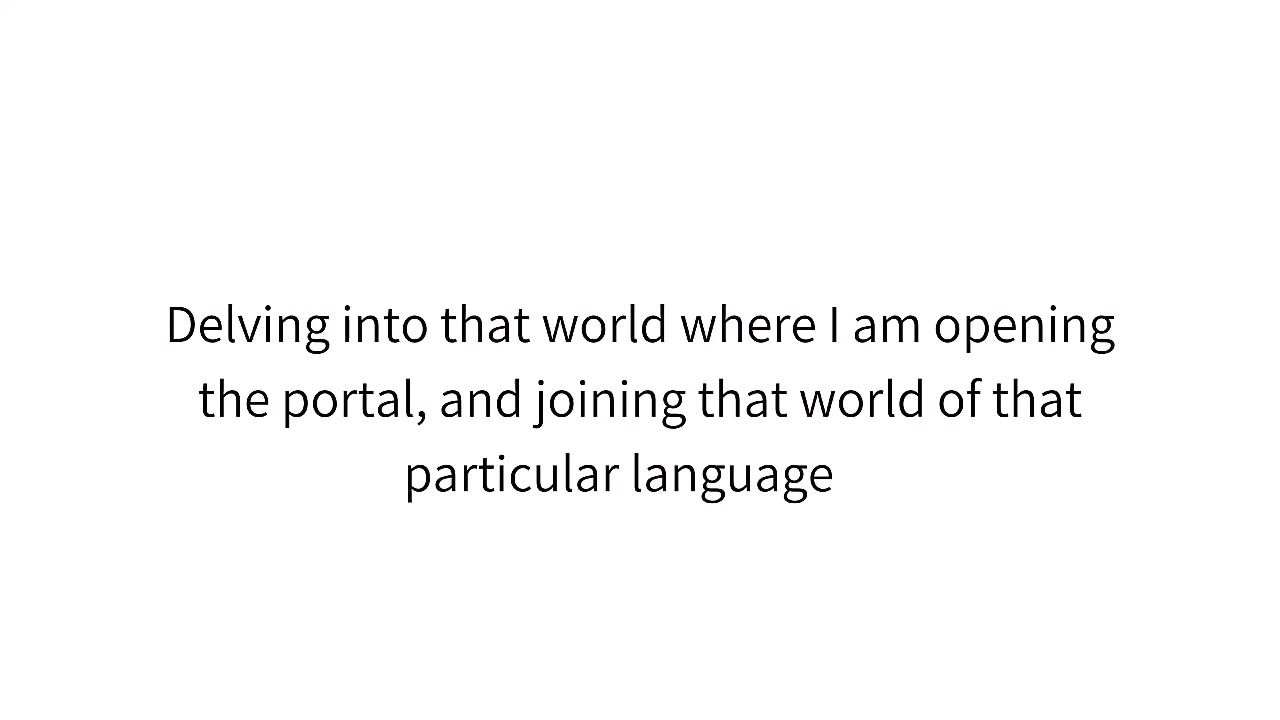 Delving into that world where I am opening
the portal, and joining that world of that
particular language